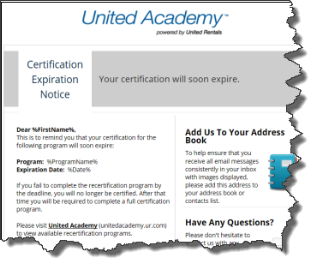 United Academy™
powered by United Rentals
Certification
Expiration
Notice
Your certification will soon expire.
Dear %FirstName%,
This is to remind you that your certification for the
following program will soon expire:
Program: %ProgramName%
Expiration Date: %Date%
If you fail to complete the recertification program by
the deadline, you will no longer be certified. After that
time you will be required to complete a full certification
program.
Please visit United Academy (unitedacademy.ur.com)
to view available recertification programs.
Add Us To Your Address
Book
To help ensure that you
receive all email messages
consistently in your inbox
with images displayed,
please add this address to
your address book or
contacts list.
Have Any Questions?
Please don't hesitate to
us with any